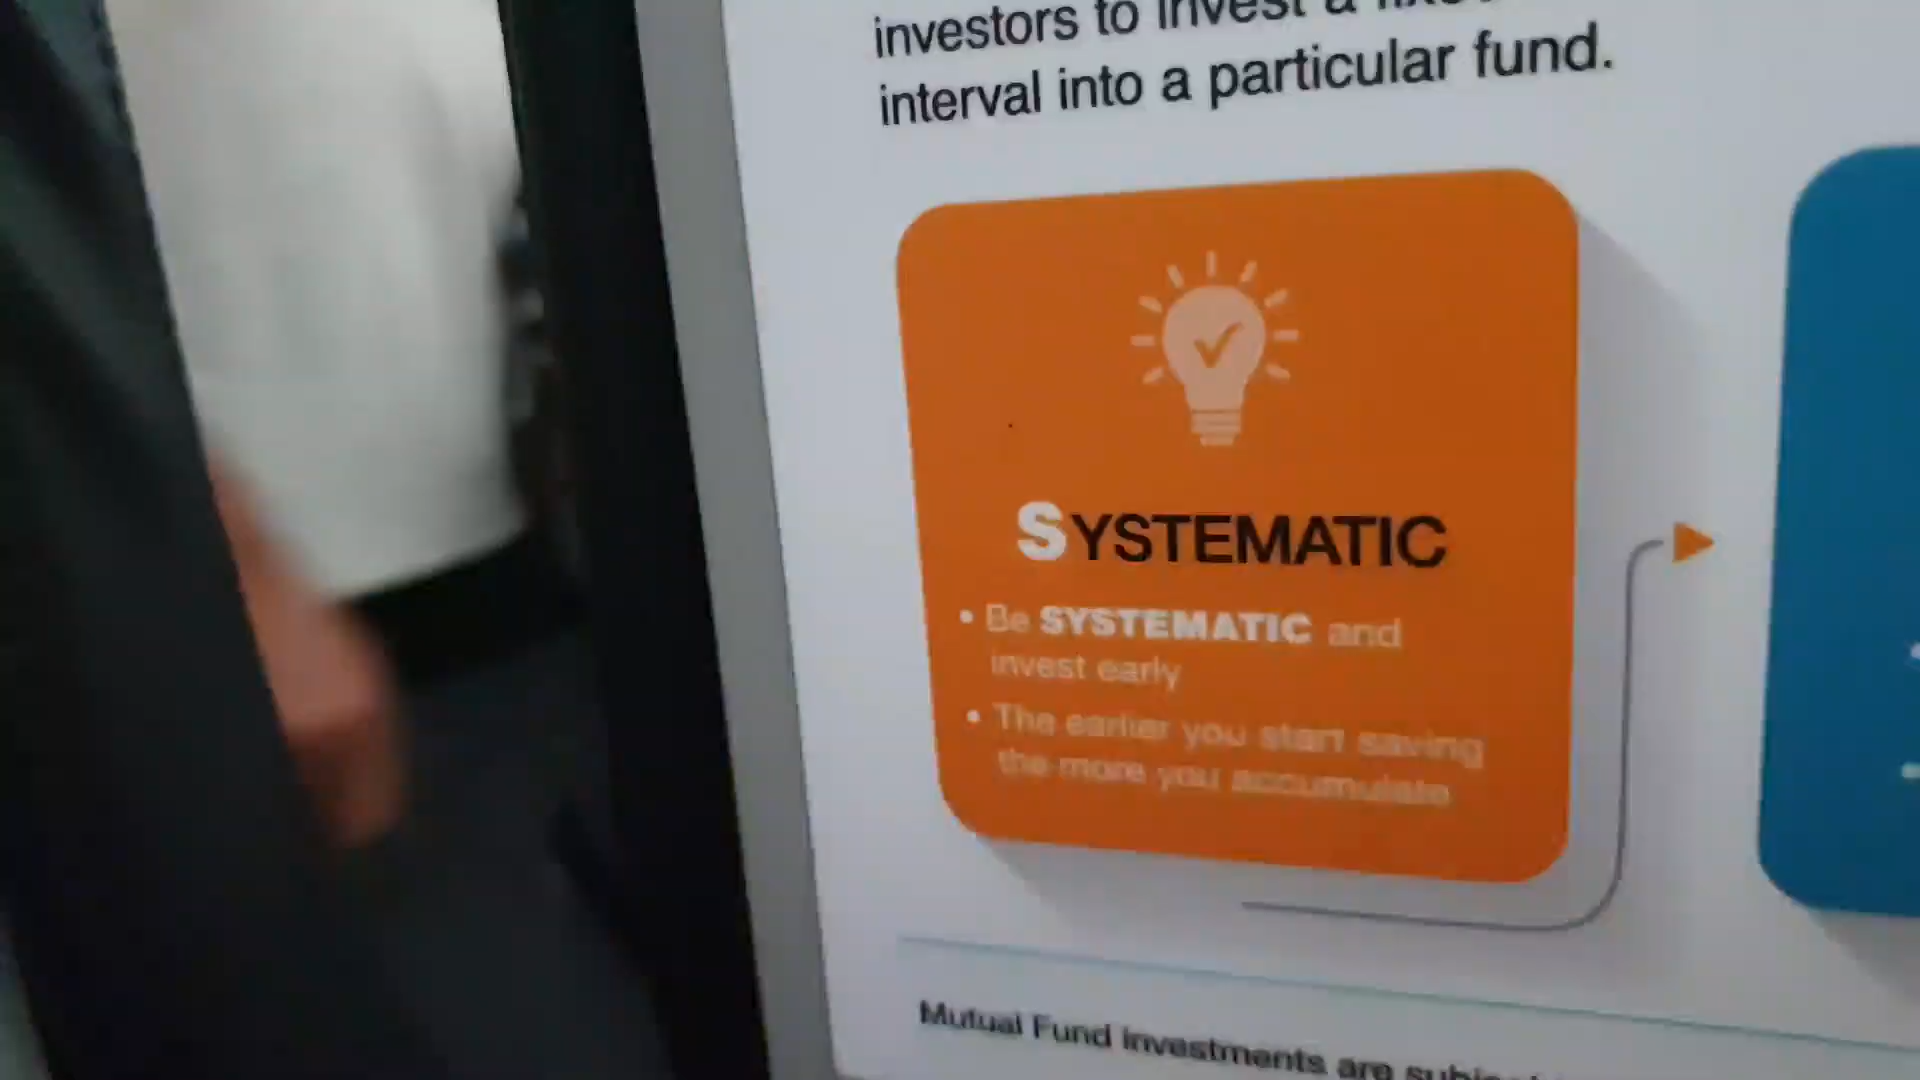 investors to invest a
interval into a particular fund.
SYSTEMATIC
• Be SYSTEMATIC and
invest early
• The earlier you start saving
the more you accumulate
Mutual Fund investments are